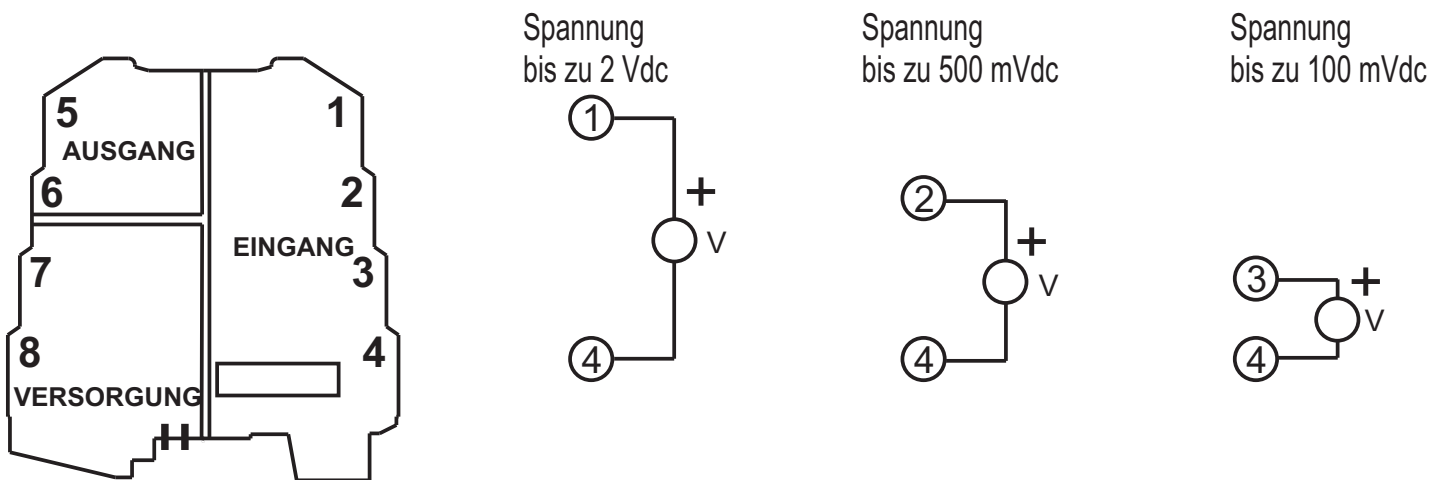 5
AUSGANG
6
7
8
VERSORGUNG
1
2
EINGANG
3
4
Spannung
bis zu 2 Vdc
1
+
V
4
Spannung
bis zu 500 mVdc
2
+
V
4
Spannung
bis zu 100 mVdc
3
+
V
4